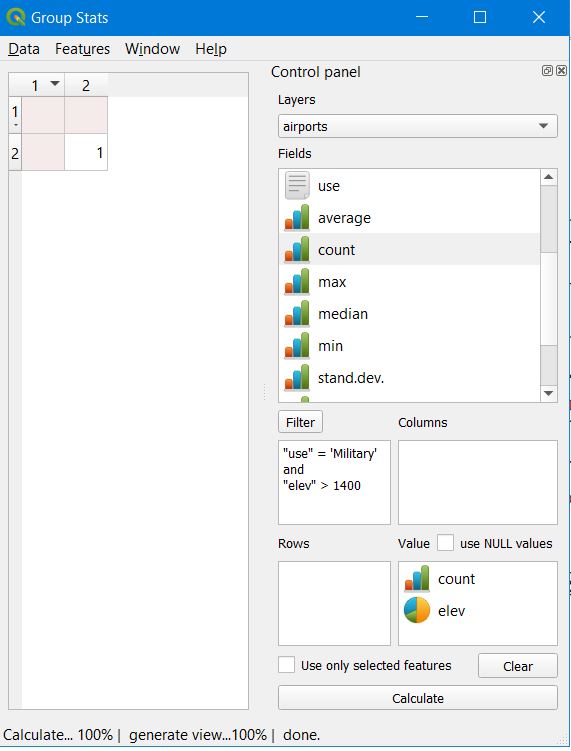 Group Stats
Data Features Window Help
1 2
1
2 1
Control panel
Layers
airports
Fields
use
average
count
max
median
min
stand.dev.
Filter Columns
"use" = 'Military'
and
"elev" > 1400
Rows Value use NULL values
count
elev
Use only selected features Clear
Calculate
Calculate... 100% | generate view...100% | done.